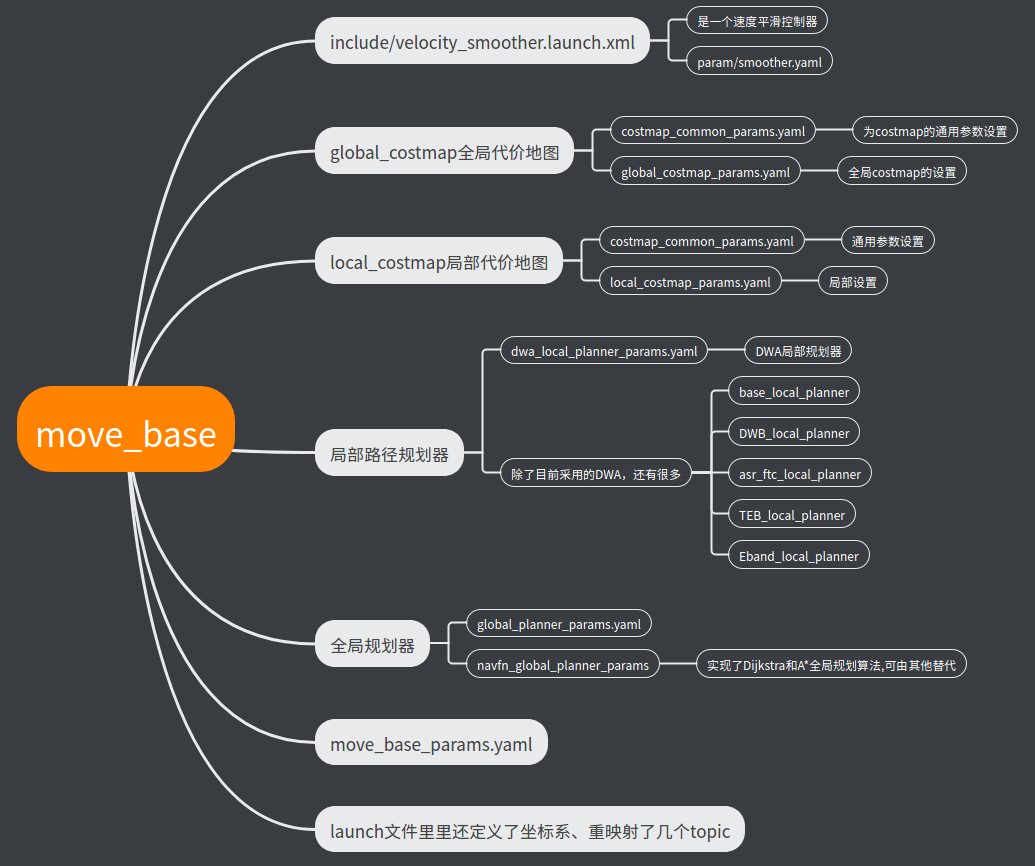 move_base
include/velocity_smoother.launch.xml
是一个速度平滑控制器
param/smoother.yaml
global_costmap全局代价地图
costmap_common_params.yaml
为costmap的通用参数设置
global_costmap_params.yaml
全局costmap的设置
local_costmap局部代价地图
costmap_common_params.yaml
通用参数设置
local_costmap_params.yaml
局部设置
局部路径规划器
dwa_local_planner_params.yaml
DWA局部规划器
除了目前采用的DWA，还有很多
base_local_planner
DWB_local_planner
asr_ftc_local_planner
TEB_local_planner
Eband_local_planner
全局规划器
global_planner_params.yaml
navfn_global_planner_params
实现了Dijkstra和A*全局规划算法,可由其他替代
move_base_params.yaml
launch文件里里还定义了坐标系、重映射了几个topic